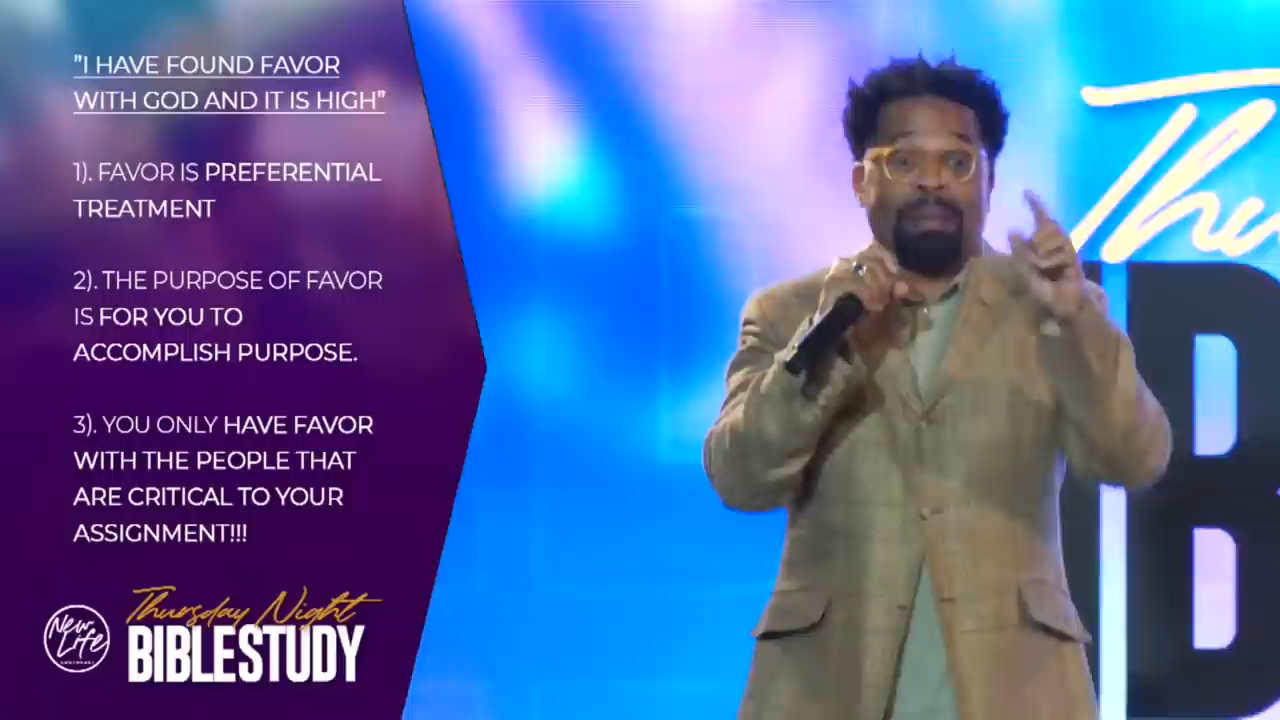 "I HAVE FOUND FAVOR
WITH GOD AND IT IS HIGH"
1). FAVOR IS PREFERENTIAL
TREATMENT
2). THE PURPOSE OF FAVOR
IS FOR YOU TO
ACCOMPLISH PURPOSE.
3). YOU ONLY HAVE FAVOR
WITH THE PEOPLE THAT
ARE CRITICAL TO YOUR
ASSIGNMENT!!!
Thursday Night
BIBLESTUDY
New
Life
SOUTHEAST
Thu
B